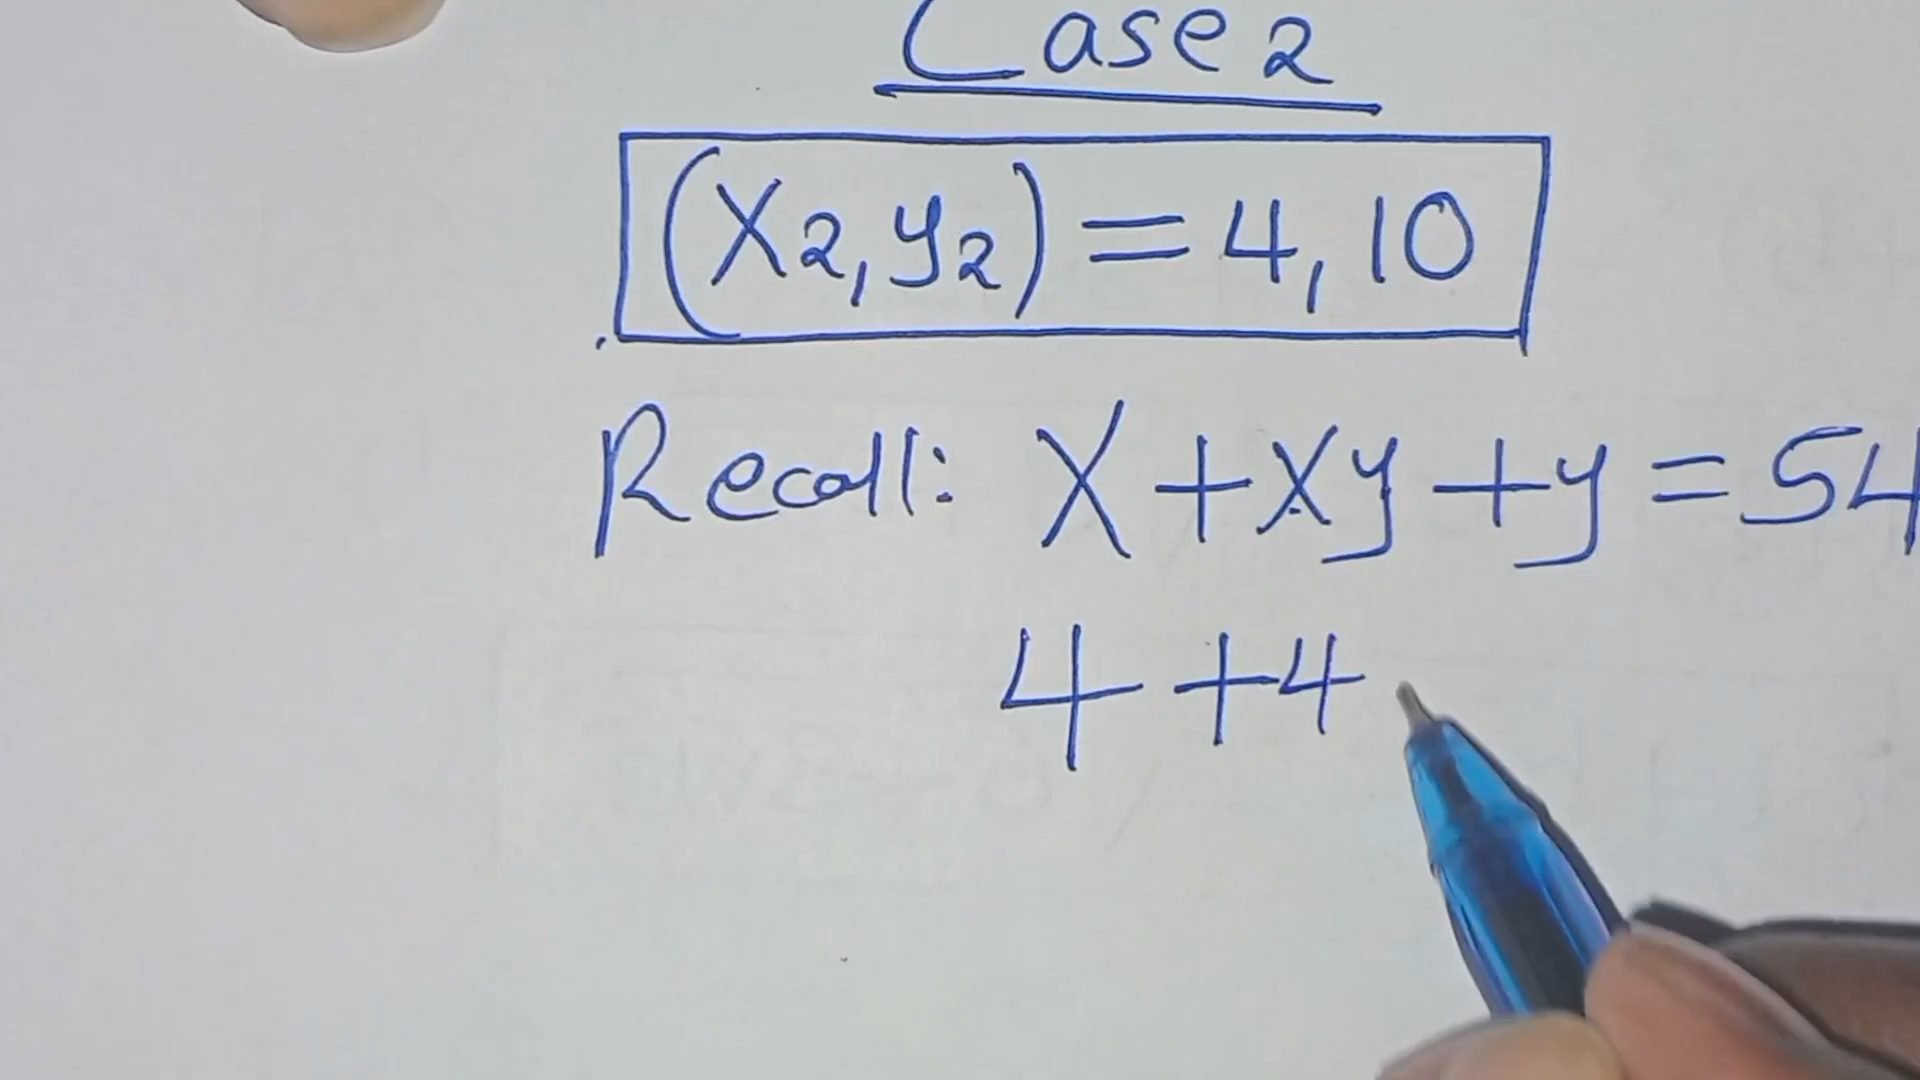 Case 2
(x2, y2) = 4, 10
Recall: x + xy + y = 54
4 + 4